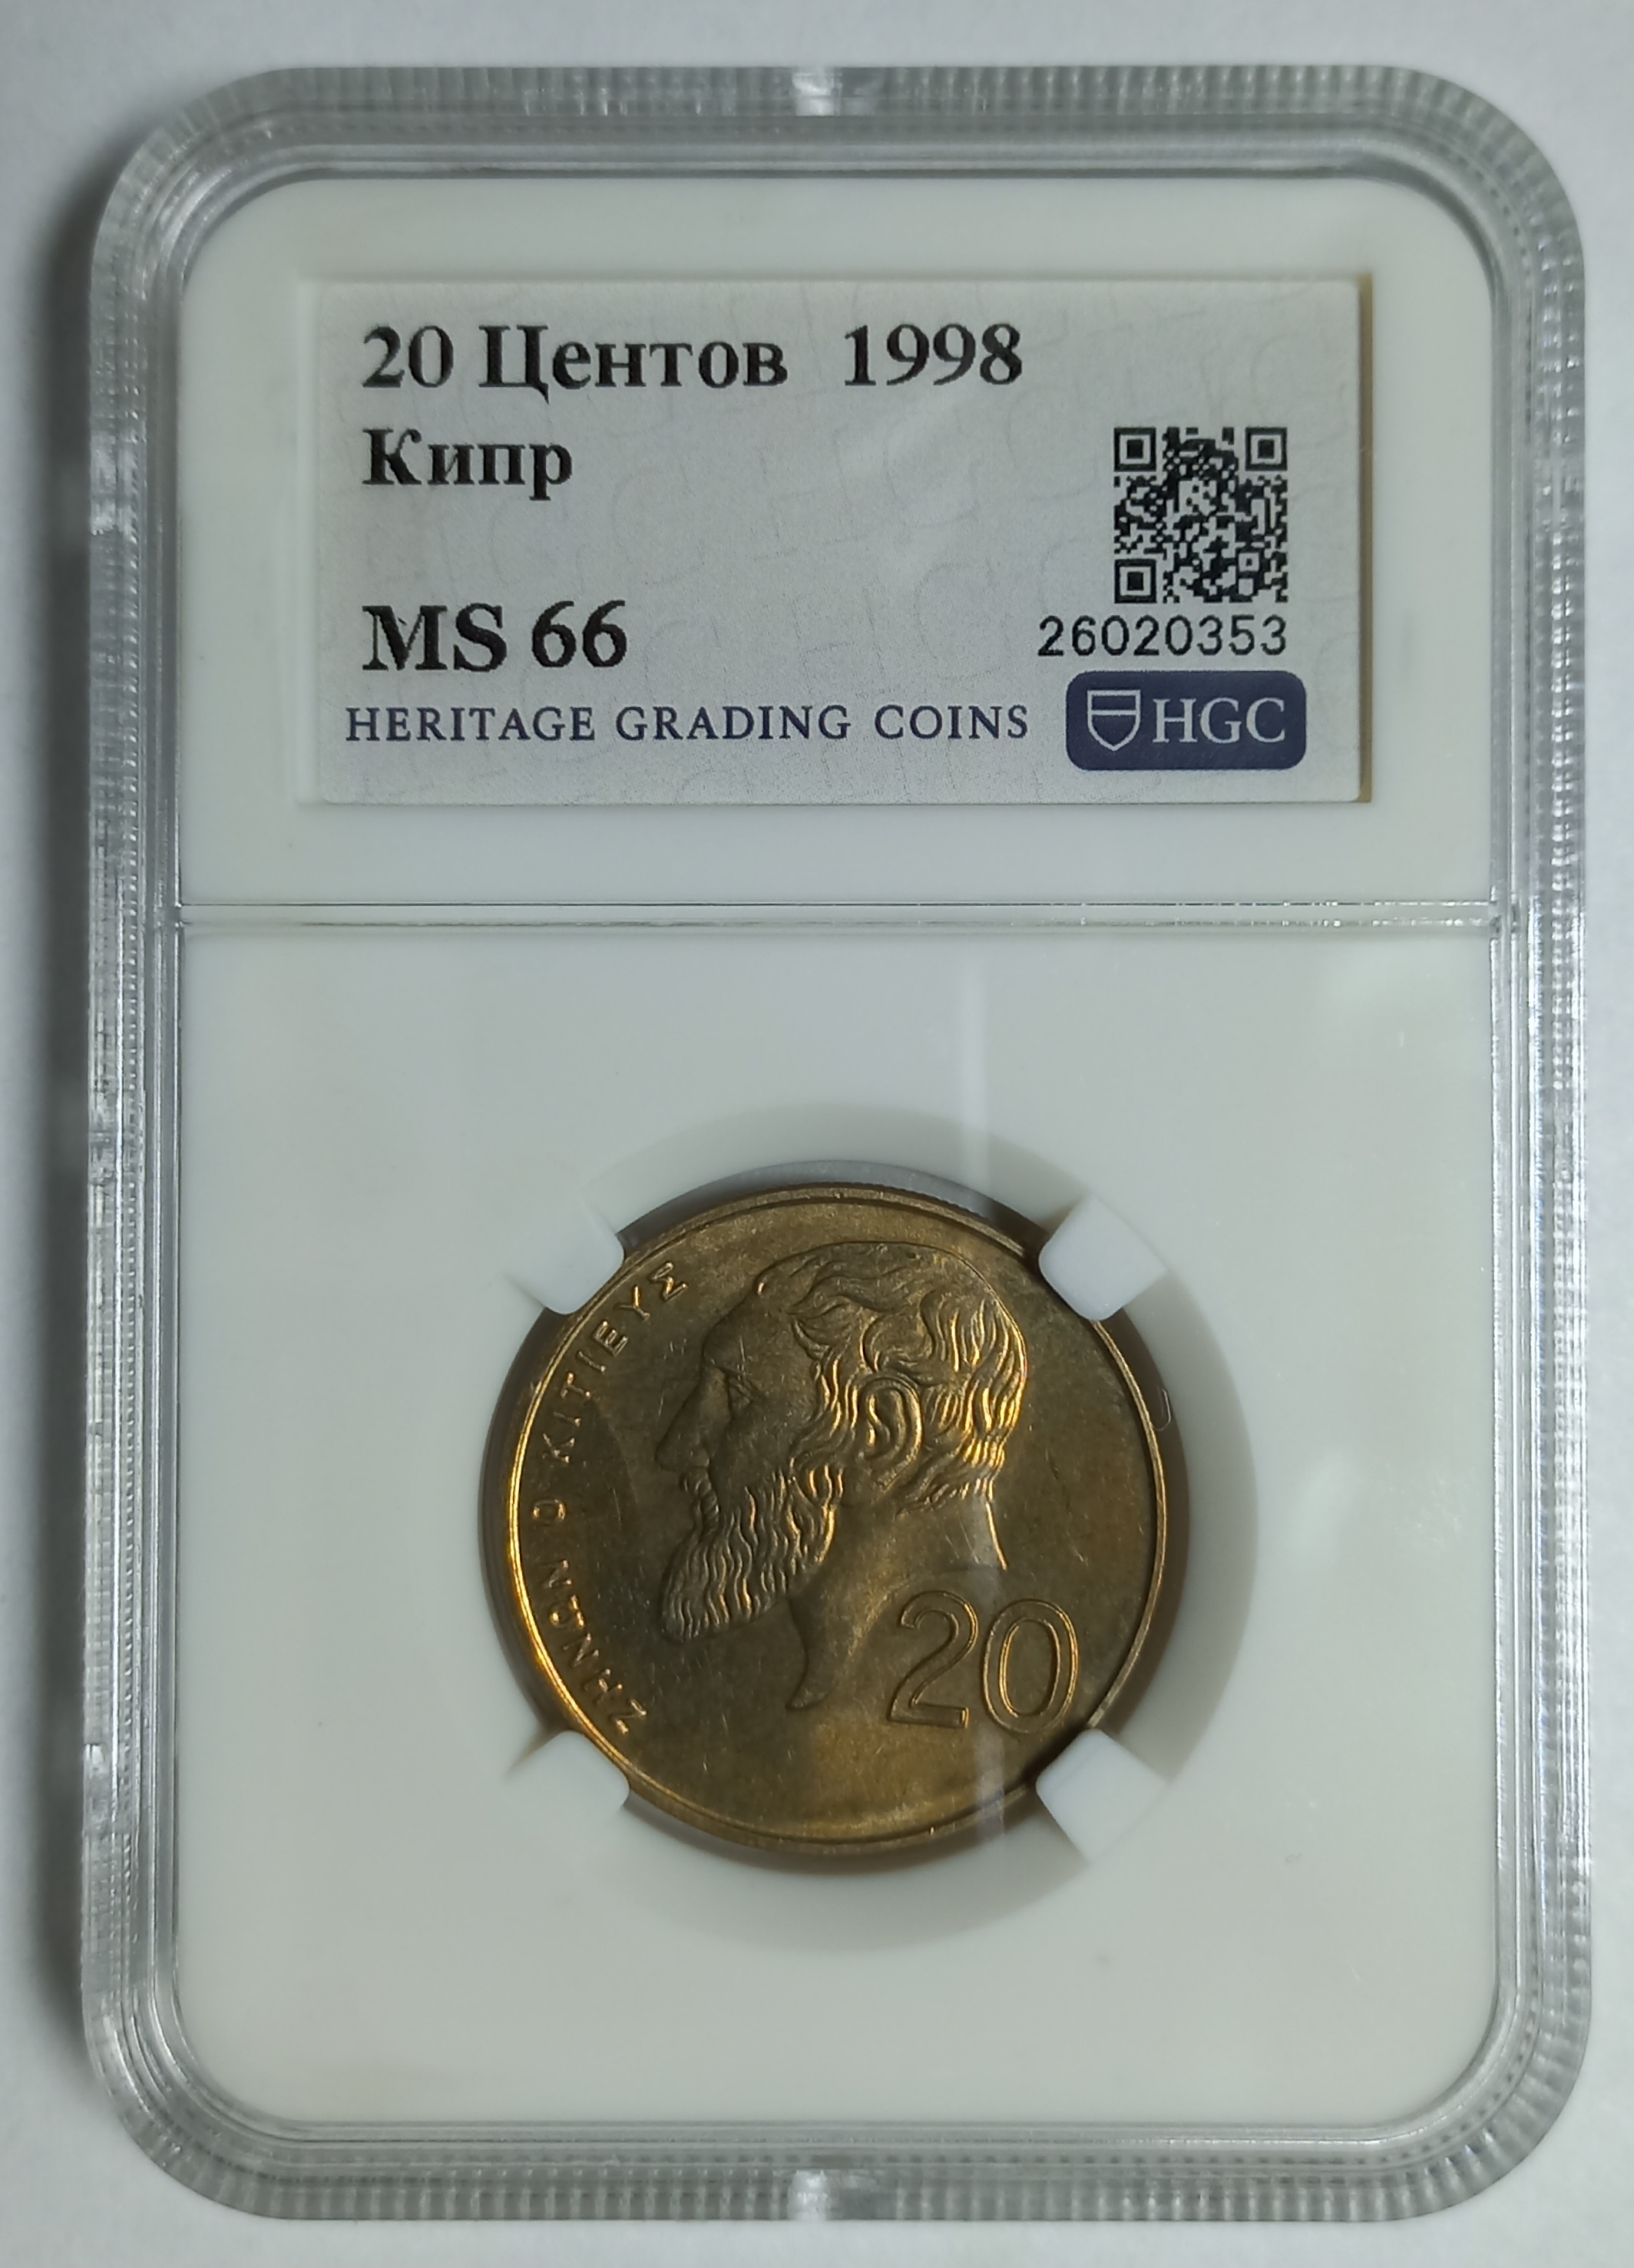 20 Центов 1998
Кипр
MS 66
26020353
HERITAGE GRADING COINS HGC
ΖΗΝΩΝ Ο ΚΙΤΙΕΥΣ
20